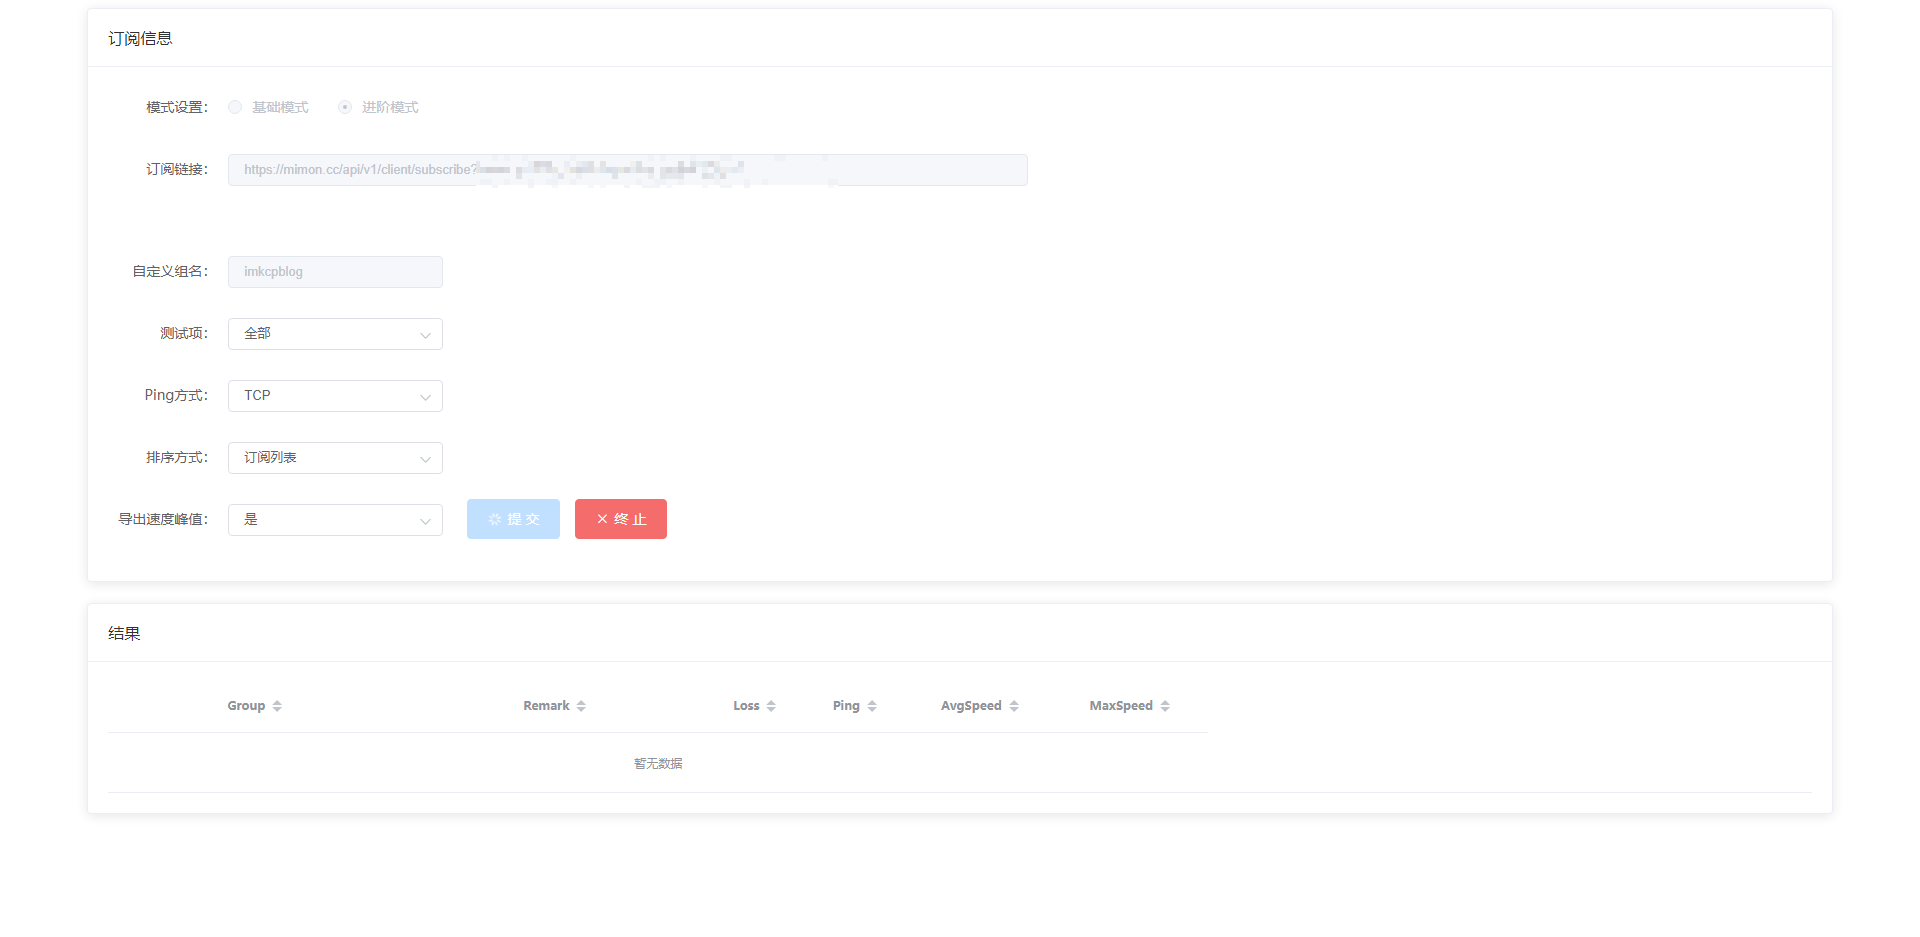 订阅信息
模式设置： 基础模式 进阶模式
订阅链接： https://mimon.cc/api/v1/client/subscribe?
自定义组名： imkcpblog
测试项： 全部
Ping方式： TCP
排序方式： 订阅列表
导出速度峰值： 是 提 交 终 止
结果
Group Remark Loss Ping AvgSpeed MaxSpeed
暂无数据